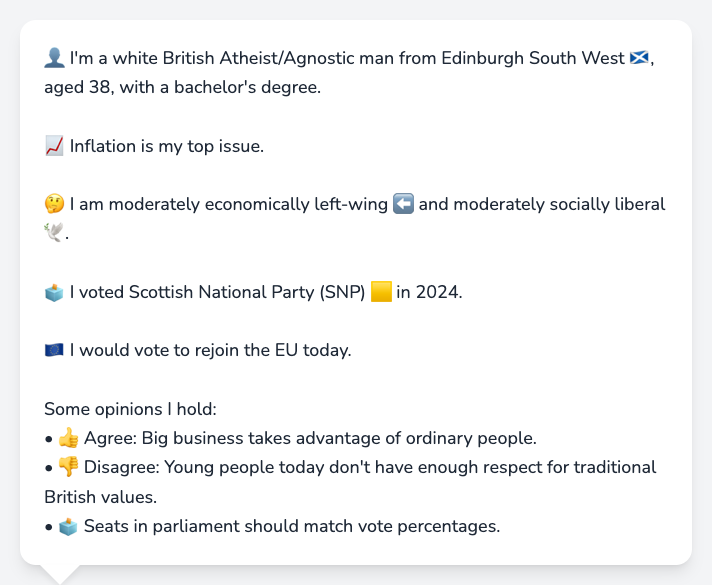 👤 I'm a white British Atheist/Agnostic man from Edinburgh South West 🏴󠁧󠁢󠁳󠁣󠁴󠁿,
aged 38, with a bachelor's degree.
📈 Inflation is my top issue.
🤔 I am moderately economically left-wing ⬅️ and moderately socially liberal
🕊️.
🗳️ I voted Scottish National Party (SNP) 🟨 in 2024.
🇪🇺 I would vote to rejoin the EU today.
Some opinions I hold:
• 👍 Agree: Big business takes advantage of ordinary people.
• 👎 Disagree: Young people today don't have enough respect for traditional
British values.
• 🗳️ Seats in parliament should match vote percentages.